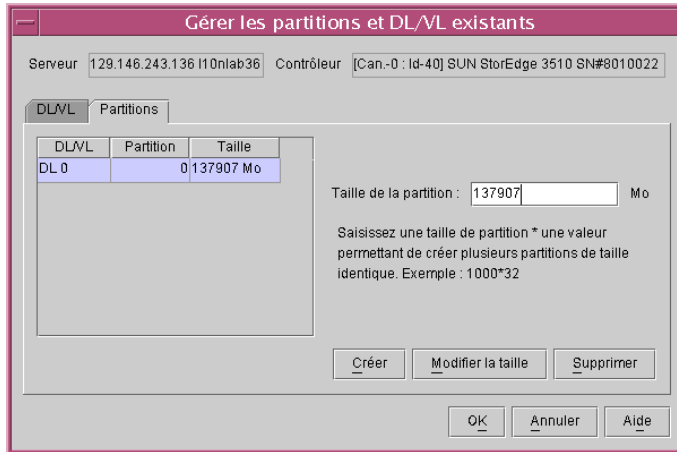 Gérer les partitions et DL/VL existants
Serveur 129.146.243.136 l10nlab36 Contrôleur [Can.-0 : Id-40] SUN StorEdge 3510 SN#8010022
DL/VL Partitions
DL/VL Partition Taille
DL 0 0 137907 Mo
Taille de la partition : 137907 Mo
Saisissez une taille de partition * une valeur
permettant de créer plusieurs partitions de taille
identique. Exemple : 1000*32
Créer Modifier la taille Supprimer
OK Annuler Aide